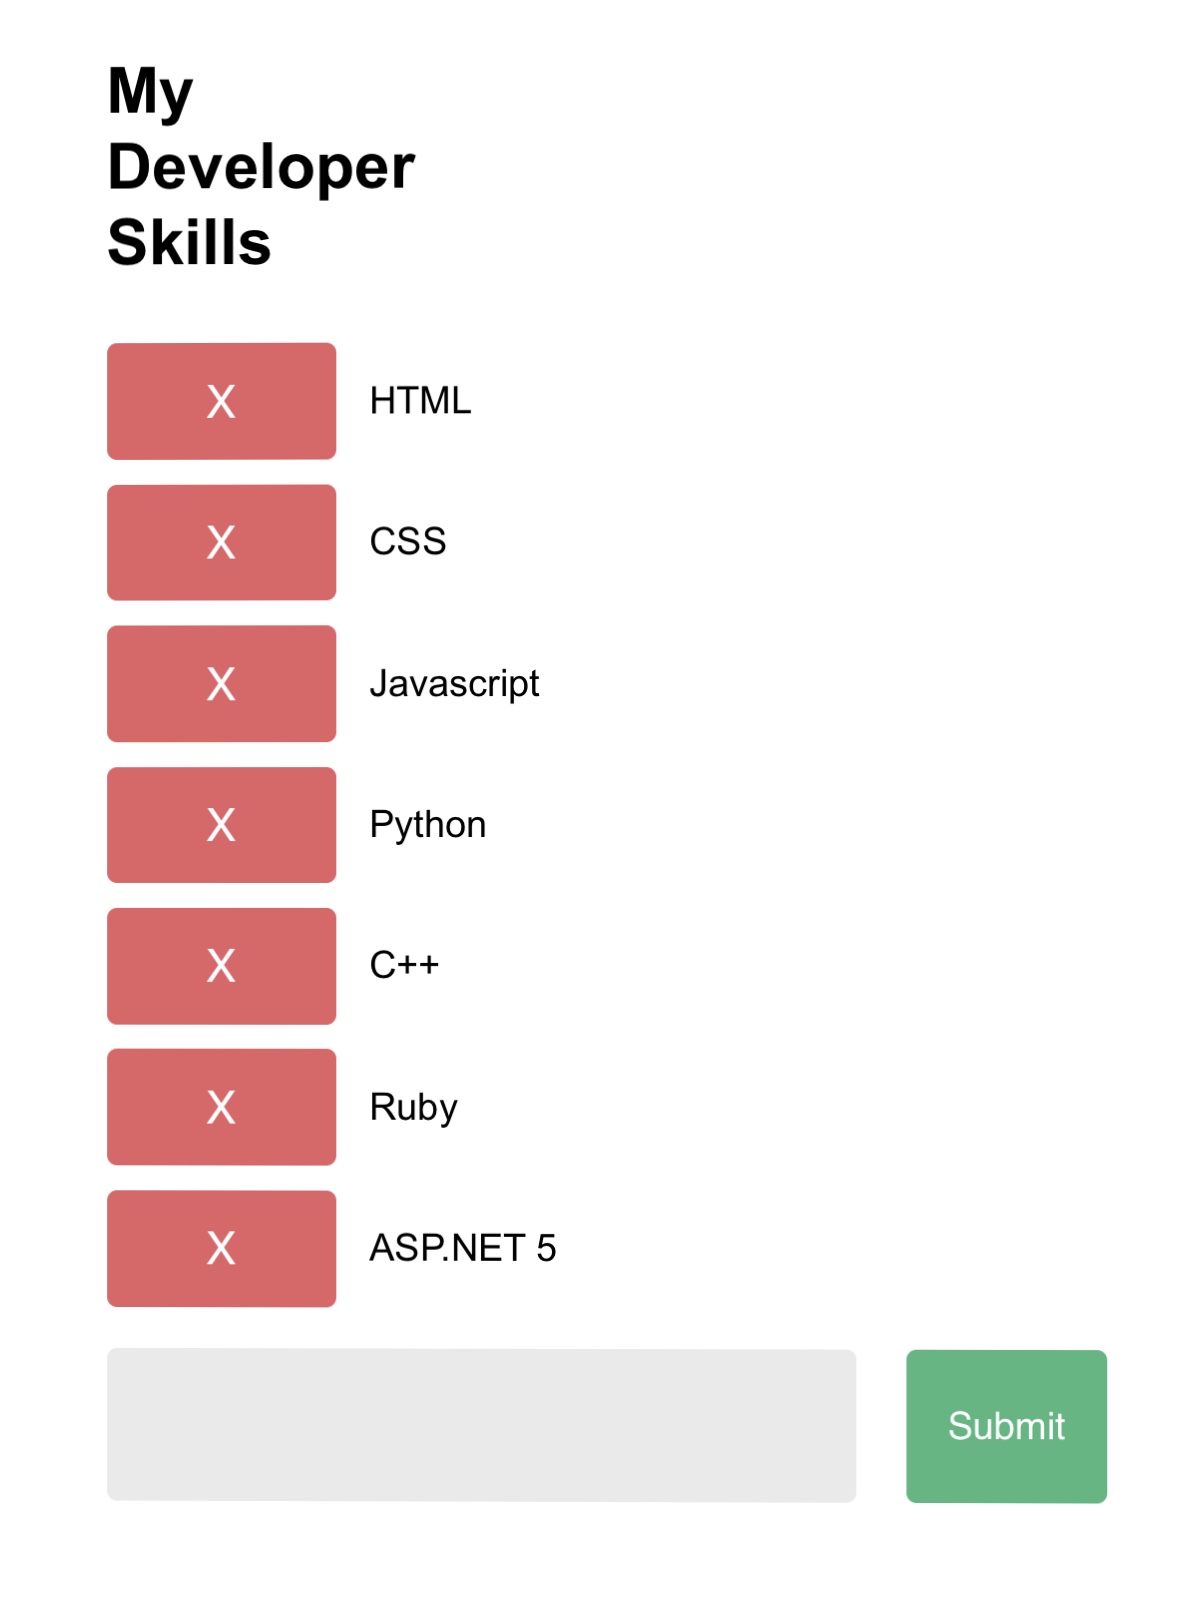 My
Developer
Skills
X HTML
X CSS
X Javascript
X Python
X C++
X Ruby
X ASP.NET 5
Submit